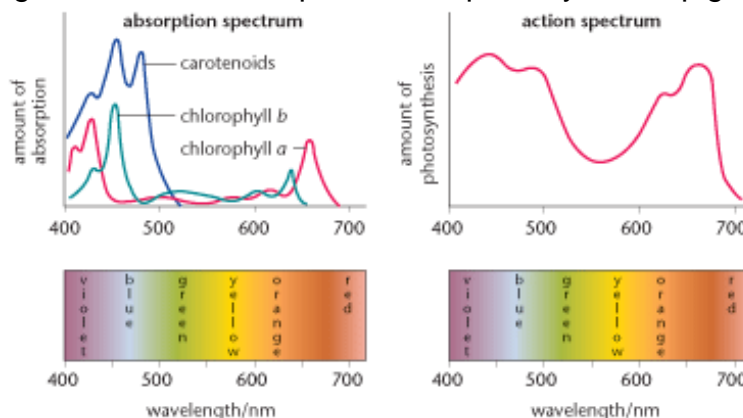 absorption spectrum
amount of
absorption
carotenoids
chlorophyll b
chlorophyll a
400 500 600 700
violet blue green yellow orange red
400 500 600 700
wavelength/nm
action spectrum
amount of
photosynthesis
400 500 600 700
violet blue green yellow orange red
400 500 600 700
wavelength/nm